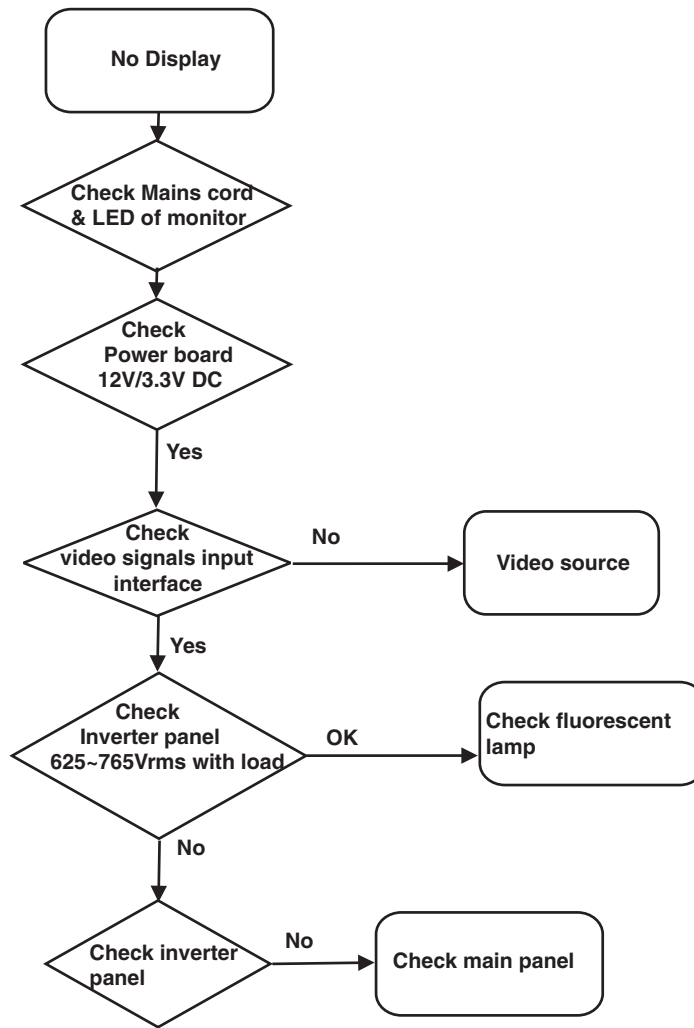 No Display
Check Mains cord
& LED of monitor
Check
Power board
12V/3.3V DC
Yes
Check
video signals input
interface
No
Video source
Yes
Check
Inverter panel
625~765Vrms with load
OK
Check fluorescent
lamp
No
Check inverter
panel
No
Check main panel